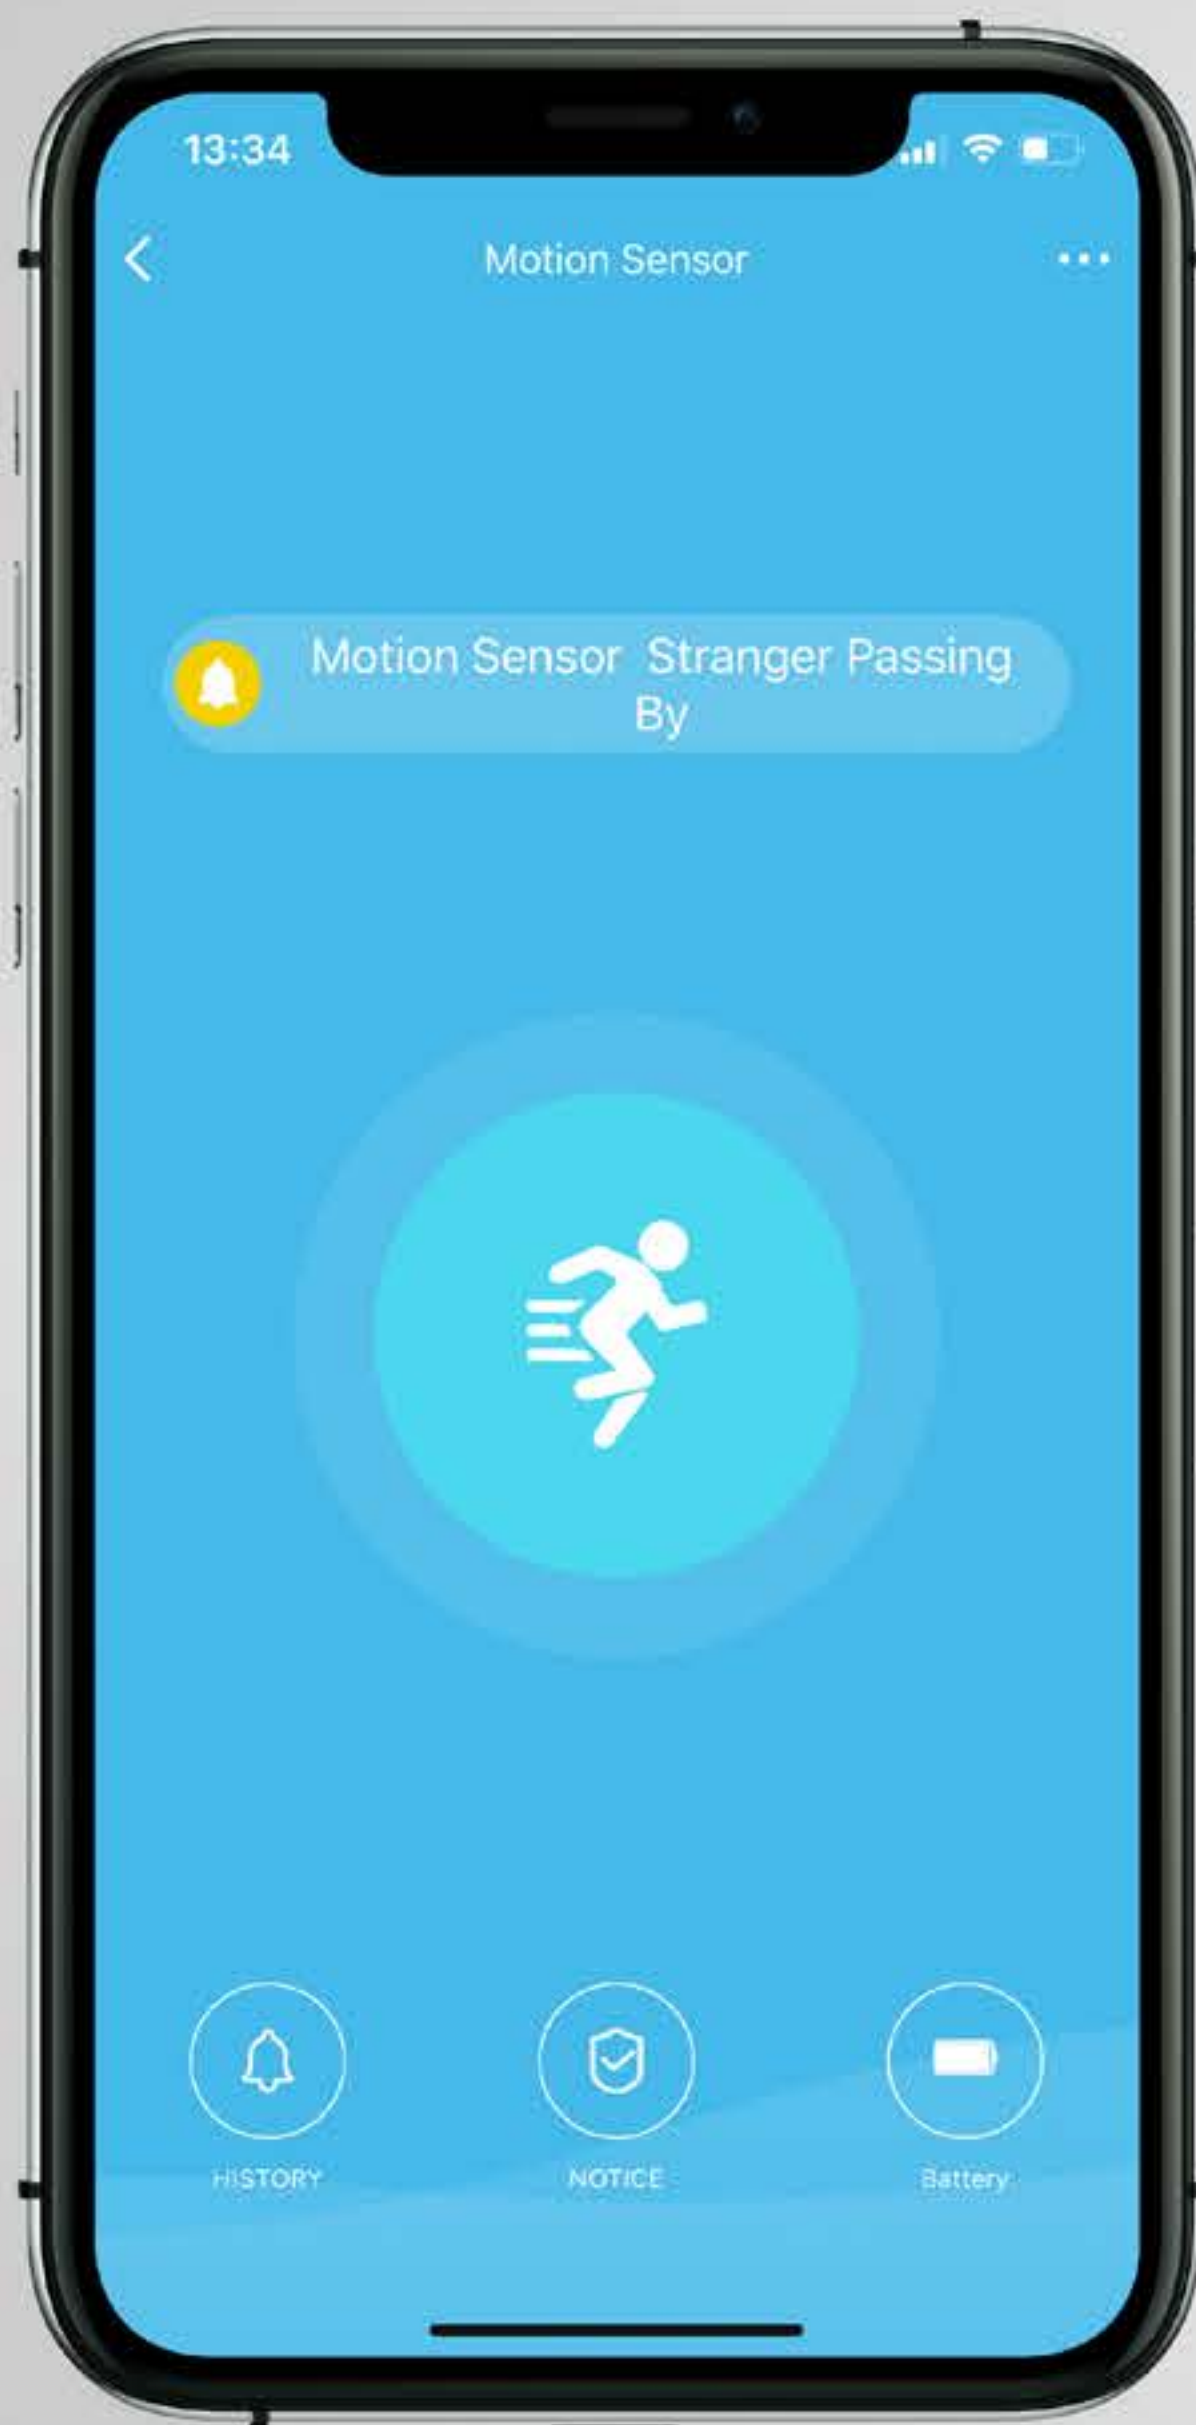 13:34
Motion Sensor
Motion Sensor  Stranger Passing
By
HISTORY
NOTICE
Battery